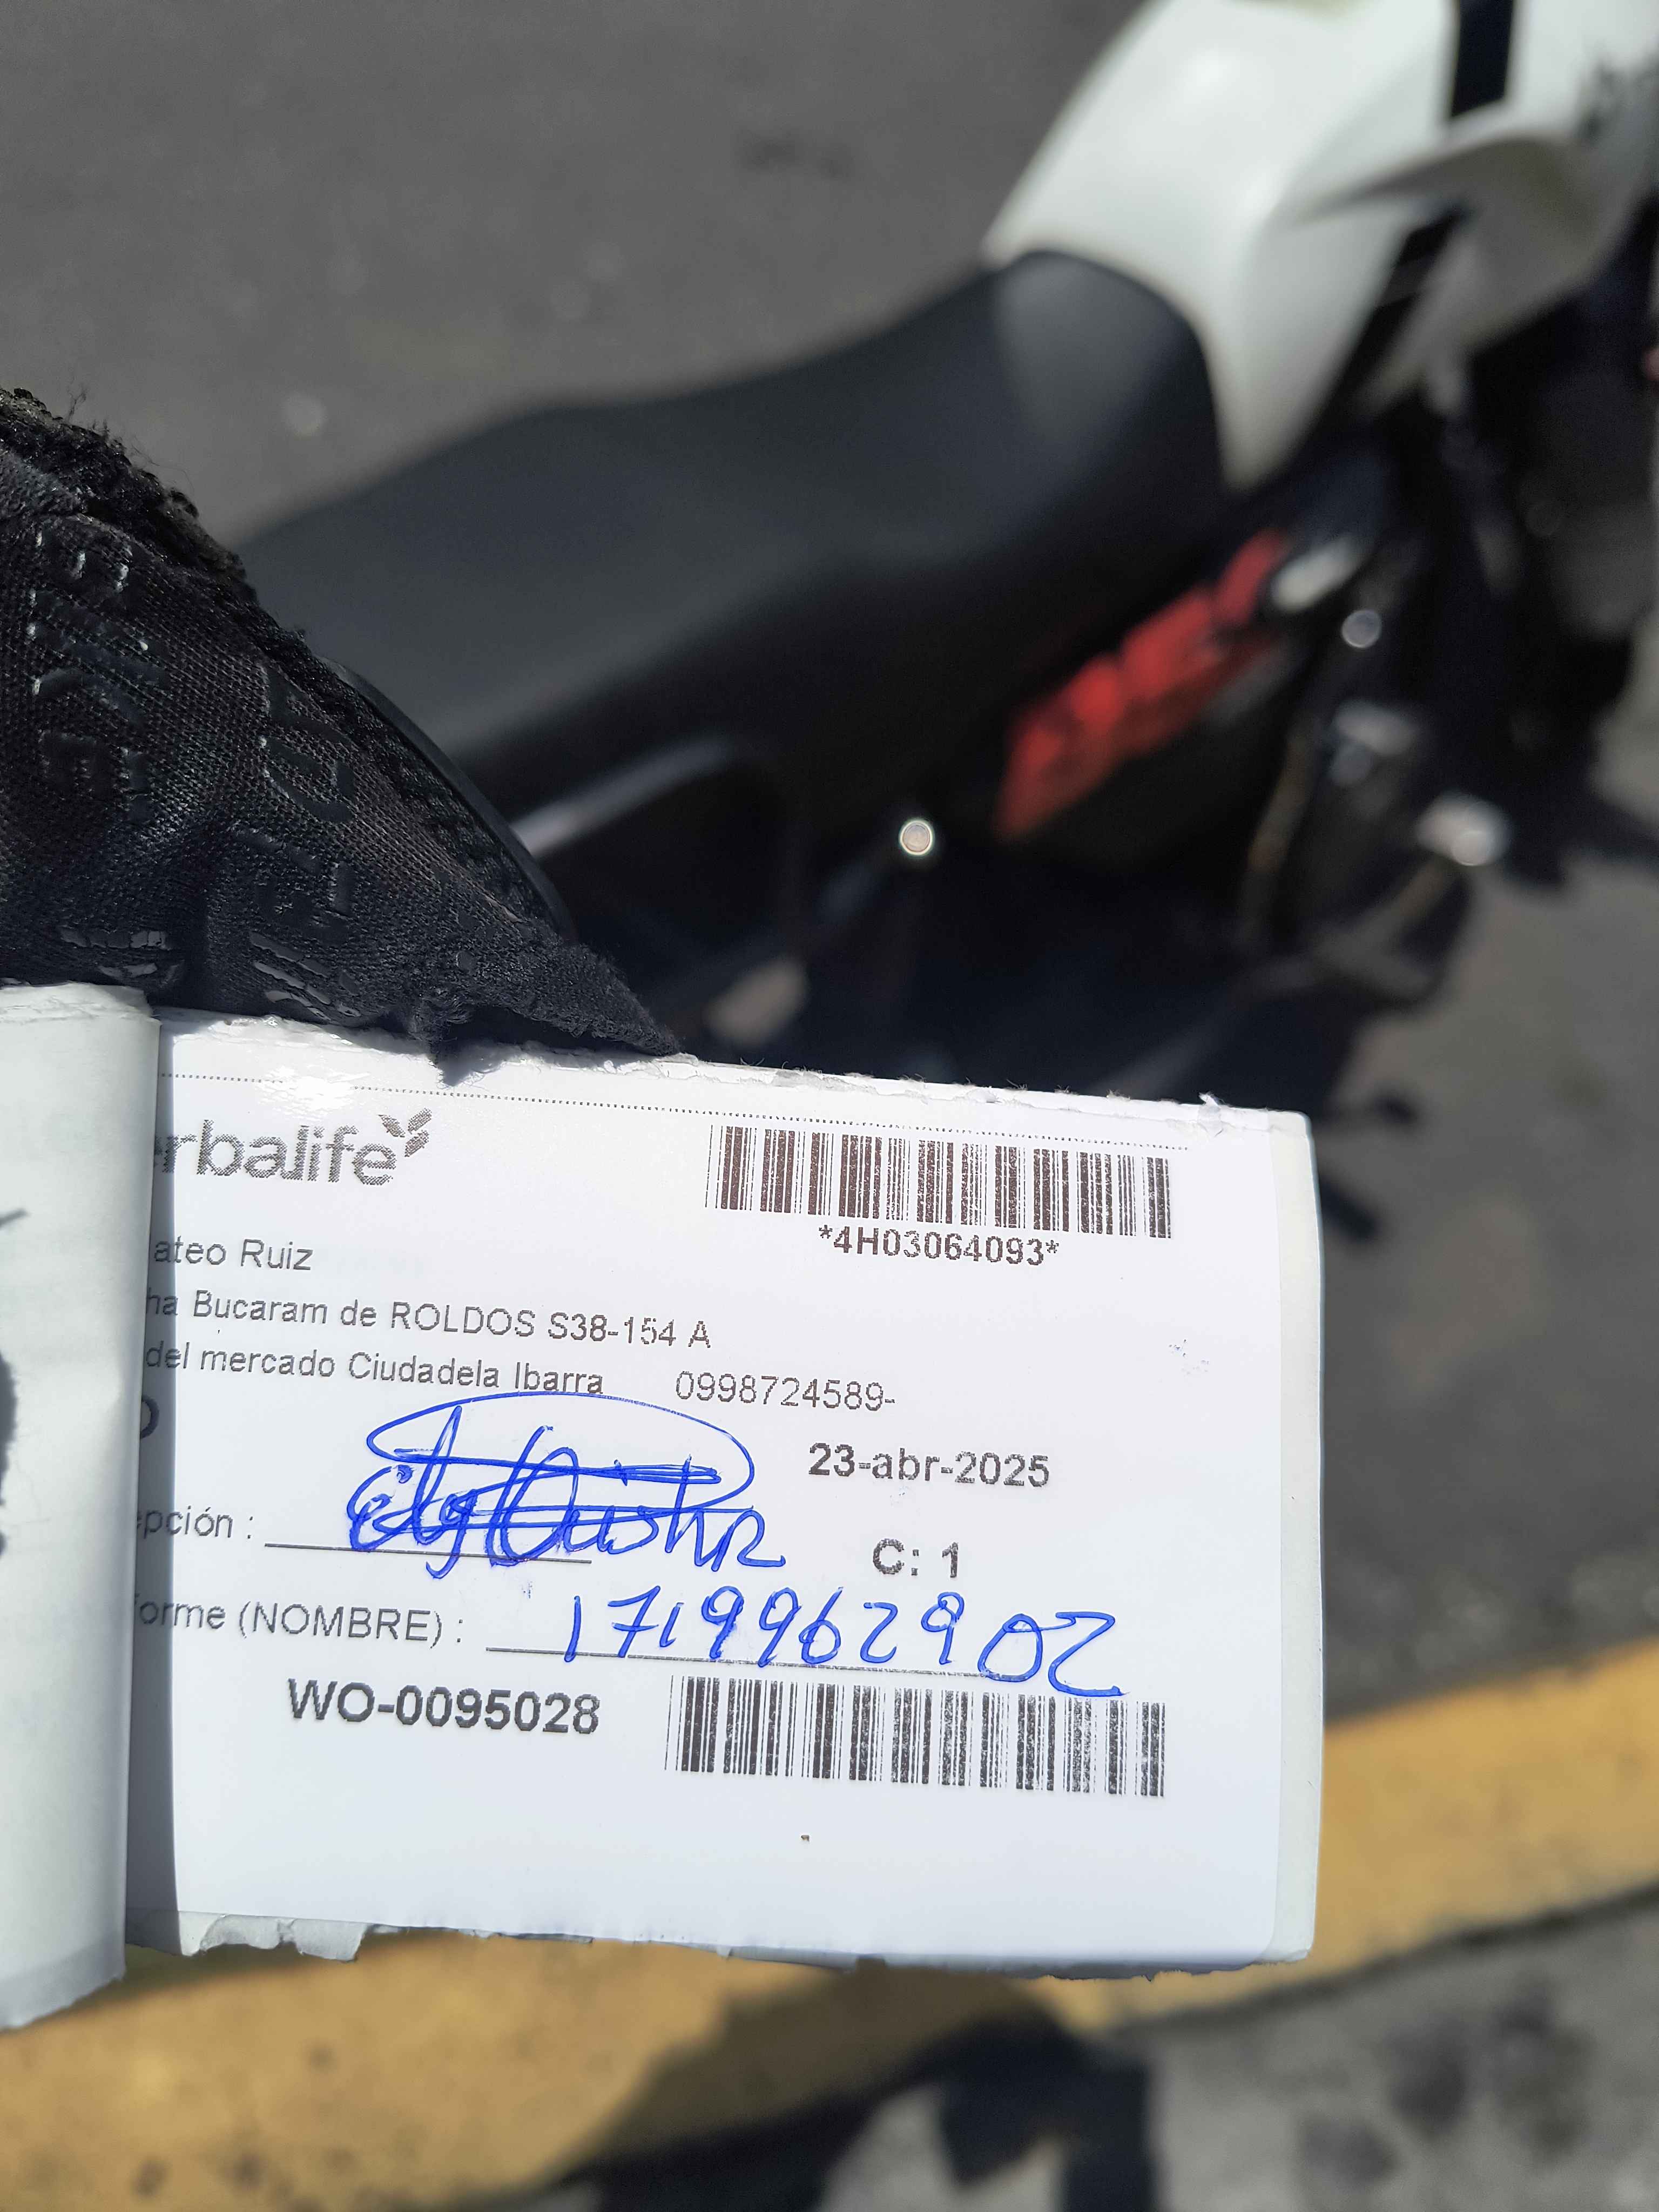 rbalife
*4H03064093*
ateo Ruiz
ha Bucaram de ROLDOS S38-154 A
del mercado Ciudadela Ibarra 0998724589-
O
23-abr-2025
epción :
C: 1
forme (NOMBRE) : 1719962902
WO-0095028